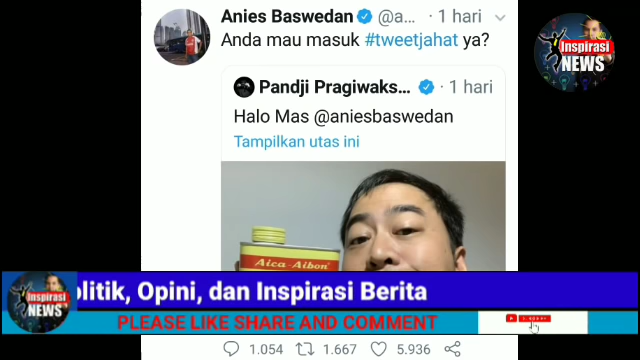 Anies Baswedan @a... · 1 hari
Anda mau masuk #tweetjahat ya?
Pandji Pragiwaks... · 1 hari
Halo Mas @aniesbaswedan
Tampilkan utas ini
Inspirasi
NEWS
Aica-Aibon
olitik, Opini, dan Inspirasi Berita
Inspirasi
NEWS
PLEASE LIKE SHARE AND COMMENT
1.054 1.667 5.936